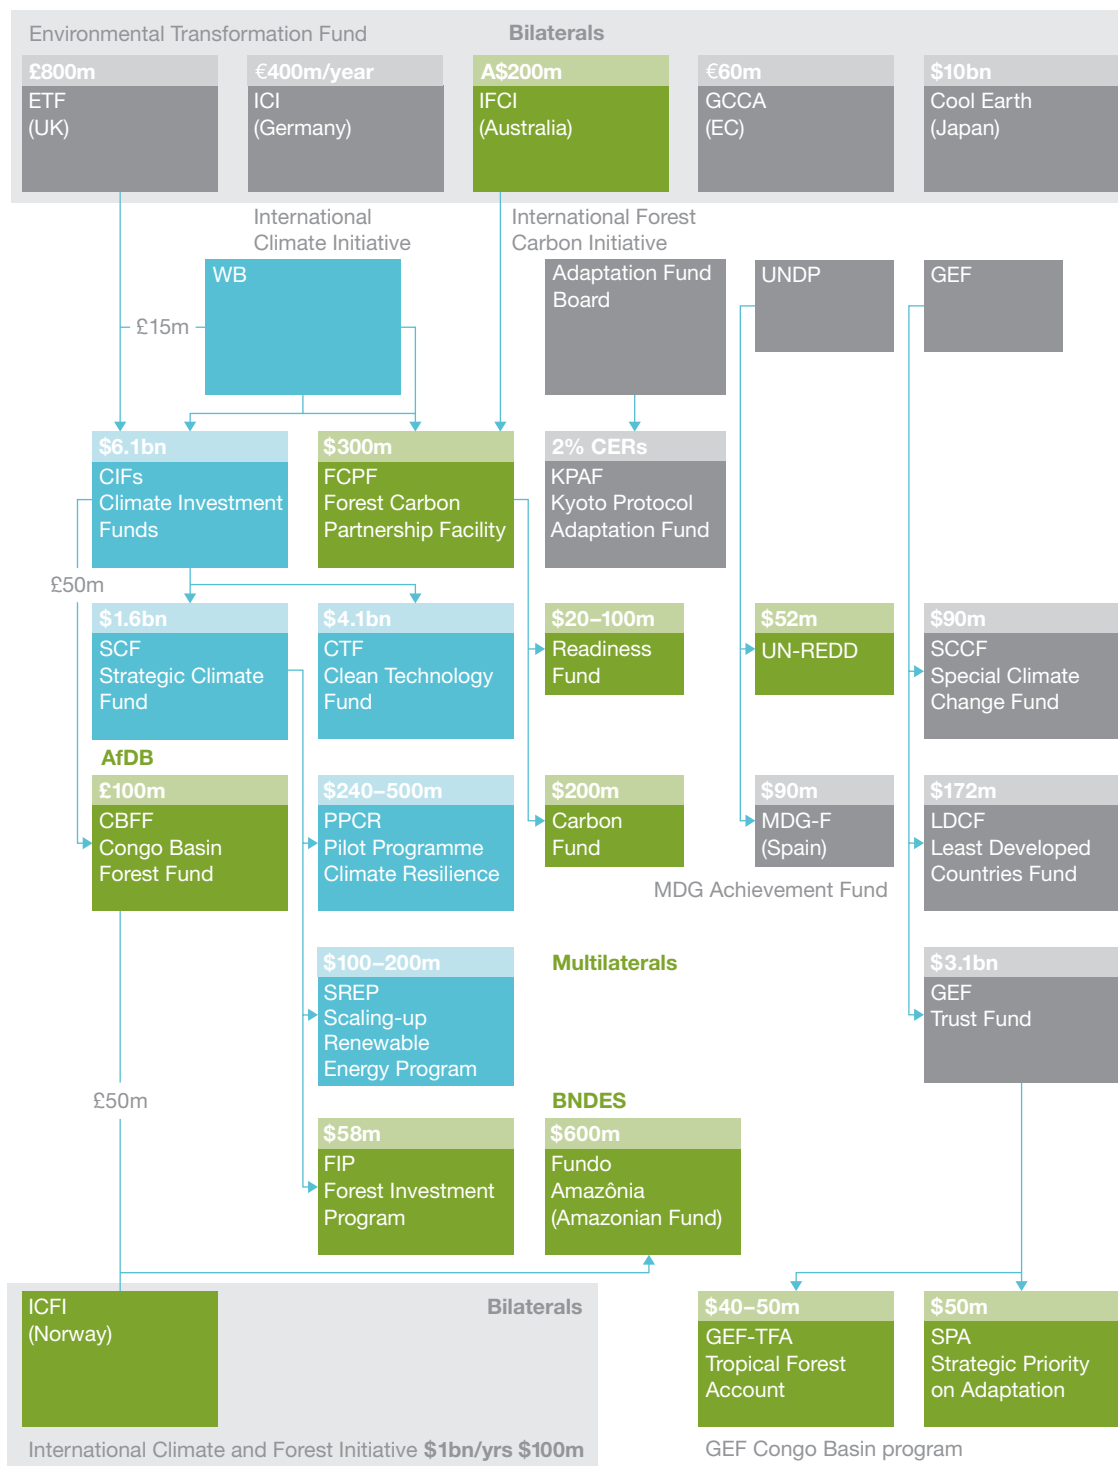 Environmental Transformation Fund
Bilaterals
£800m
ETF
(UK)
€400m/year
ICI
(Germany)
A$200m
IFCI
(Australia)
€60m
GCCA
(EC)
$10bn
Cool Earth
(Japan)
International
Climate Initiative
International Forest
Carbon Initiative
WB
Adaptation Fund
Board
UNDP
GEF
£15m
$6.1bn
CIFs
Climate Investment
Funds
$300m
FCPF
Forest Carbon
Partnership Facility
2% CERs
KPAF
Kyoto Protocol
Adaptation Fund
£50m
$1.6bn
SCF
Strategic Climate
Fund
$4.1bn
CTF
Clean Technology
Fund
$20–100m
Readiness
Fund
$52m
UN-REDD
$90m
SCCF
Special Climate
Change Fund
AfDB
£100m
CBFF
Congo Basin
Forest Fund
$240–500m
PPCR
Pilot Programme
Climate Resilience
$200m
Carbon
Fund
$90m
MDG-F
(Spain)
$172m
LDCF
Least Developed
Countries Fund
MDG Achievement Fund
$100–200m
SREP
Scaling-up
Renewable
Energy Program
Multilaterals
$3.1bn
GEF
Trust Fund
£50m
BNDES
$58m
FIP
Forest Investment
Program
$600m
Fundo
Amazônia
(Amazonian Fund)
ICFI
(Norway)
Bilaterals
$40–50m
GEF-TFA
Tropical Forest
Account
$50m
SPA
Strategic Priority
on Adaptation
International Climate and Forest Initiative $1bn/yrs $100m
GEF Congo Basin program